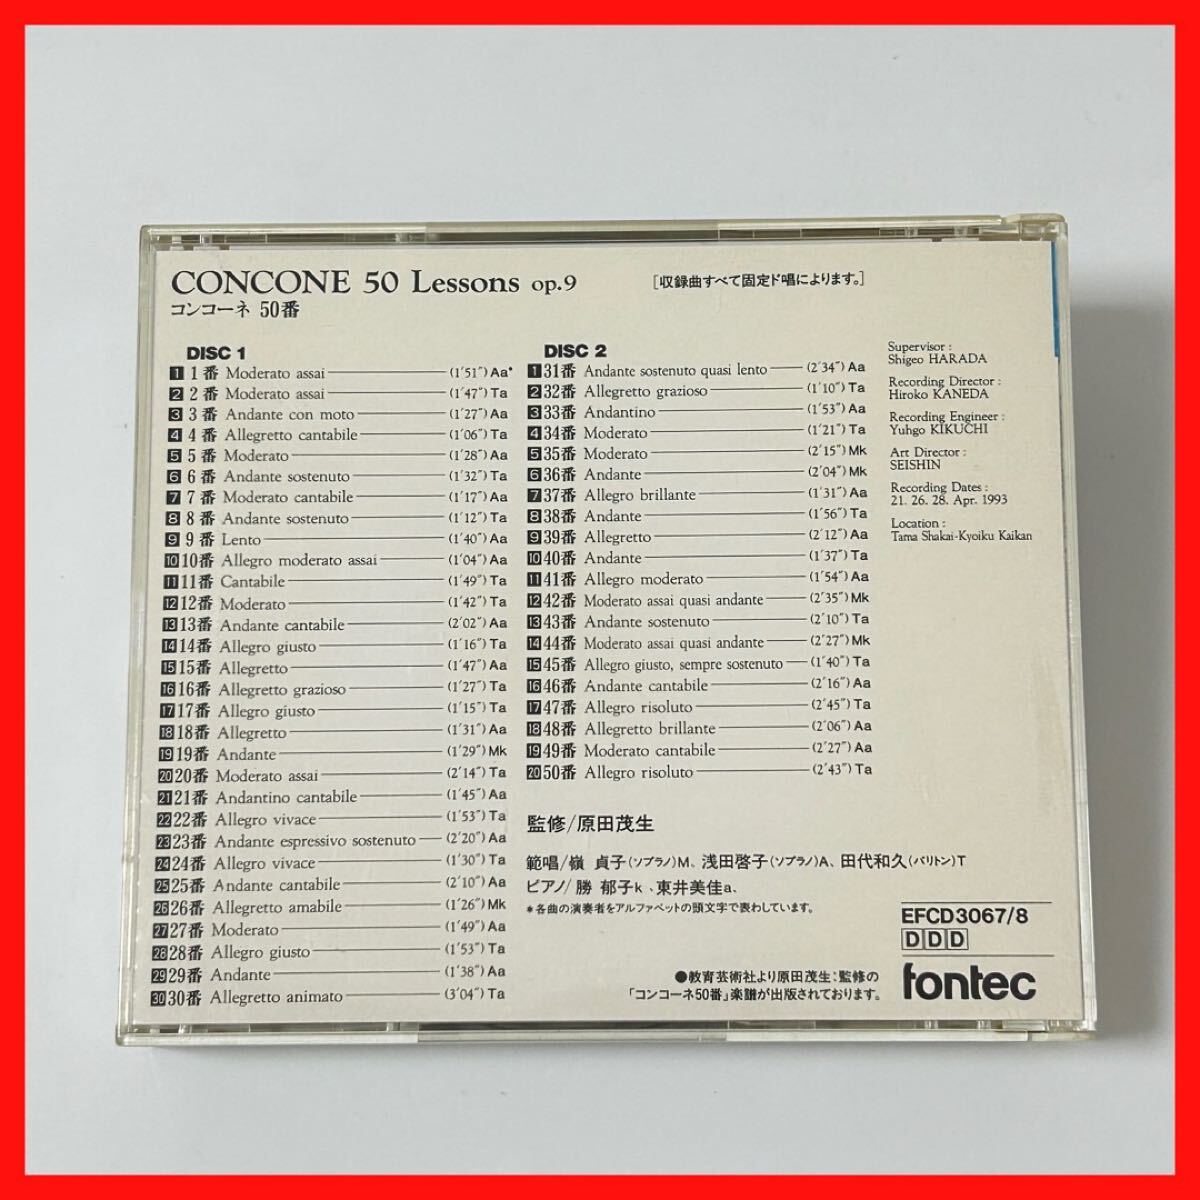 CONCONE 50 Lessons op.9
コンコーネ 50番
[収録曲すべて固定ド唱によります。]
DISC 1
1 1番 Moderato assai (1′51″) Aa*
2 2番 Moderato assai (1′47″) Ta
3 3番 Andante con moto (1′27″) Aa
4 4番 Allegretto cantabile (1′06″) Ta
5 5番 Moderato (1′28″) Aa
6 6番 Andante sostenuto (1′32″) Ta
7 7番 Moderato cantabile (1′17″) Aa
8 8番 Andante sostenuto (1′12″) Ta
9 9番 Lento (1′40″) Aa
10 10番 Allegro moderato assai (1′04″) Aa
11 11番 Cantabile (1′49″) Ta
12 12番 Moderato (1′42″) Ta
13 13番 Andante cantabile (2′02″) Aa
14 14番 Allegro giusto (1′16″) Ta
15 15番 Allegretto (1′47″) Aa
16 16番 Allegretto grazioso (1′27″) Ta
17 17番 Allegro giusto (1′15″) Ta
18 18番 Allegretto (1′31″) Aa
19 19番 Andante (1′29″) Mk
20 20番 Moderato assai (2′14″) Ta
21 21番 Andantino cantabile (1′45″) Aa
22 22番 Allegro vivace (1′53″) Ta
23 23番 Andante espressivo sostenuto (2′20″) Aa
24 24番 Allegro vivace (1′30″) Ta
25 25番 Andante cantabile (2′10″) Aa
26 26番 Allegretto amabile (1′26″) Mk
27 27番 Moderato (1′49″) Aa
28 28番 Allegro giusto (1′53″) Ta
29 29番 Andante (1′38″) Aa
30 30番 Allegretto animato (3′04″) Ta
DISC 2
1 31番 Andante sostenuto quasi lento (2′34″) Aa
2 32番 Allegretto grazioso (1′10″) Ta
3 33番 Andantino (1′53″) Aa
4 34番 Moderato (1′21″) Ta
5 35番 Moderato (2′15″) Mk
6 36番 Andante (2′04″) Mk
7 37番 Allegro brillante (1′31″) Aa
8 38番 Andante (1′56″) Ta
9 39番 Allegretto (2′12″) Aa
10 40番 Andante (1′37″) Ta
11 41番 Allegro moderato (1′54″) Aa
12 42番 Moderato assai quasi andante (2′35″) Mk
13 43番 Andante sostenuto (2′10″) Ta
14 44番 Moderato assai quasi andante (2′27″) Mk
15 45番 Allegro giusto, sempre sostenuto (1′40″) Ta
16 46番 Andante cantabile (2′16″) Aa
17 47番 Allegro risoluto (2′45″) Ta
18 48番 Allegretto brillante (2′06″) Aa
19 49番 Moderato cantabile (2′27″) Aa
20 50番 Allegro risoluto (2′43″) Ta
Supervisor :
Shigeo HARADA
Recording Director :
Hiroko KANEDA
Recording Engineer :
Yuhgo KIKUCHI
Art Director :
SEISHIN
Recording Dates :
21. 26. 28. Apr. 1993
Location :
Tama Shakai-Kyoiku Kaikan
監修/原田茂生
範唱/嶺 貞子(ソプラノ)M、浅田啓子(ソプラノ)A、田代和久(バリトン)T
ピアノ/勝 郁子k、東井美佳a、
*各曲の演奏者をアルファベットの頭文字で表わしています。
●教育芸術社より原田茂生:監修の
「コンコーネ50番」楽譜が出版されております。
EFCD3067/8
DDD
fontec